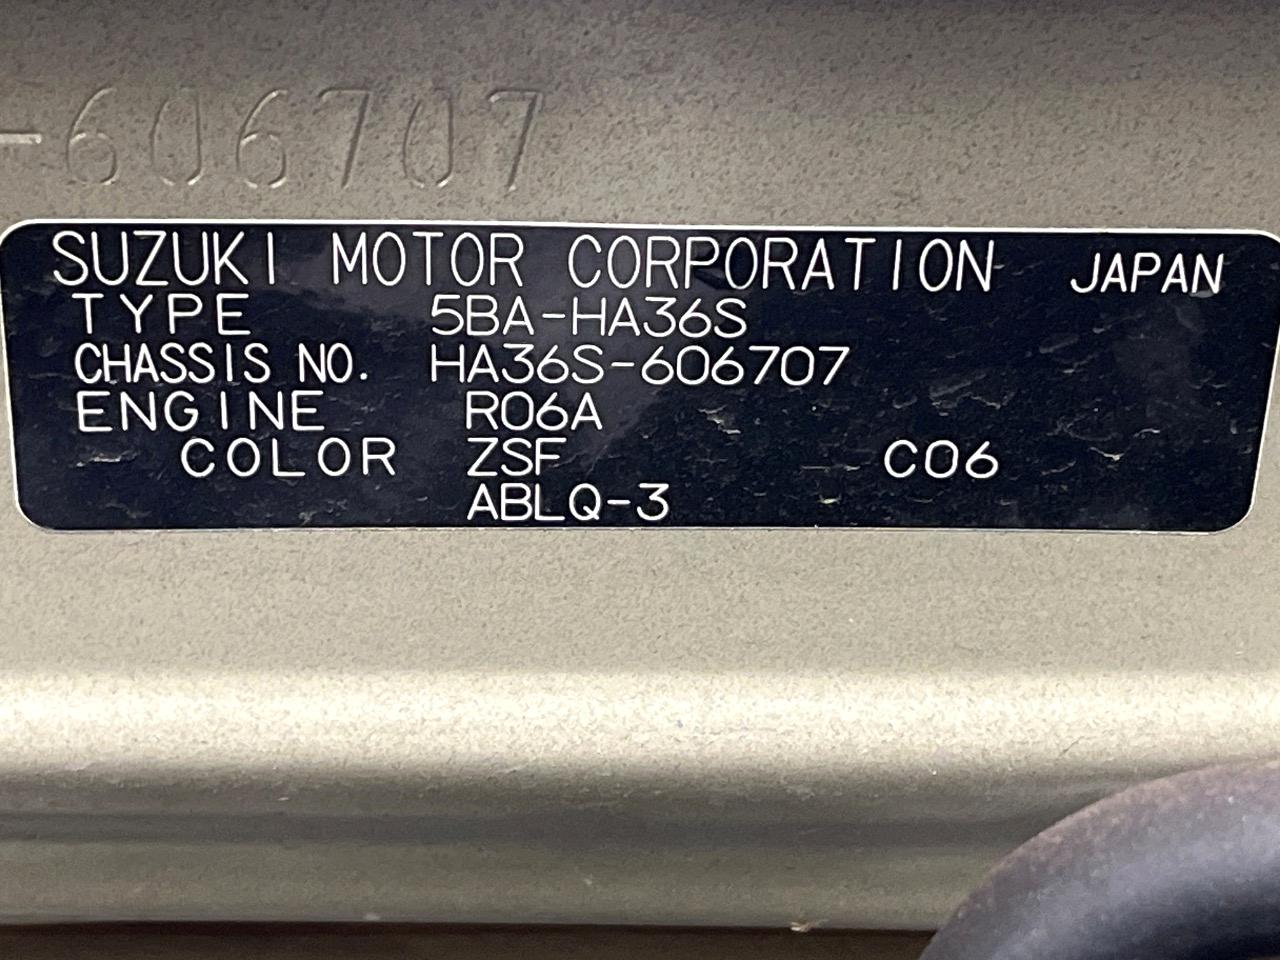 -606707
SUZUKI MOTOR CORPORATION JAPAN
TYPE 5BA-HA36S
CHASSIS NO. HA36S-606707
ENGINE R06A
COLOR ZSF C06
ABLQ-3